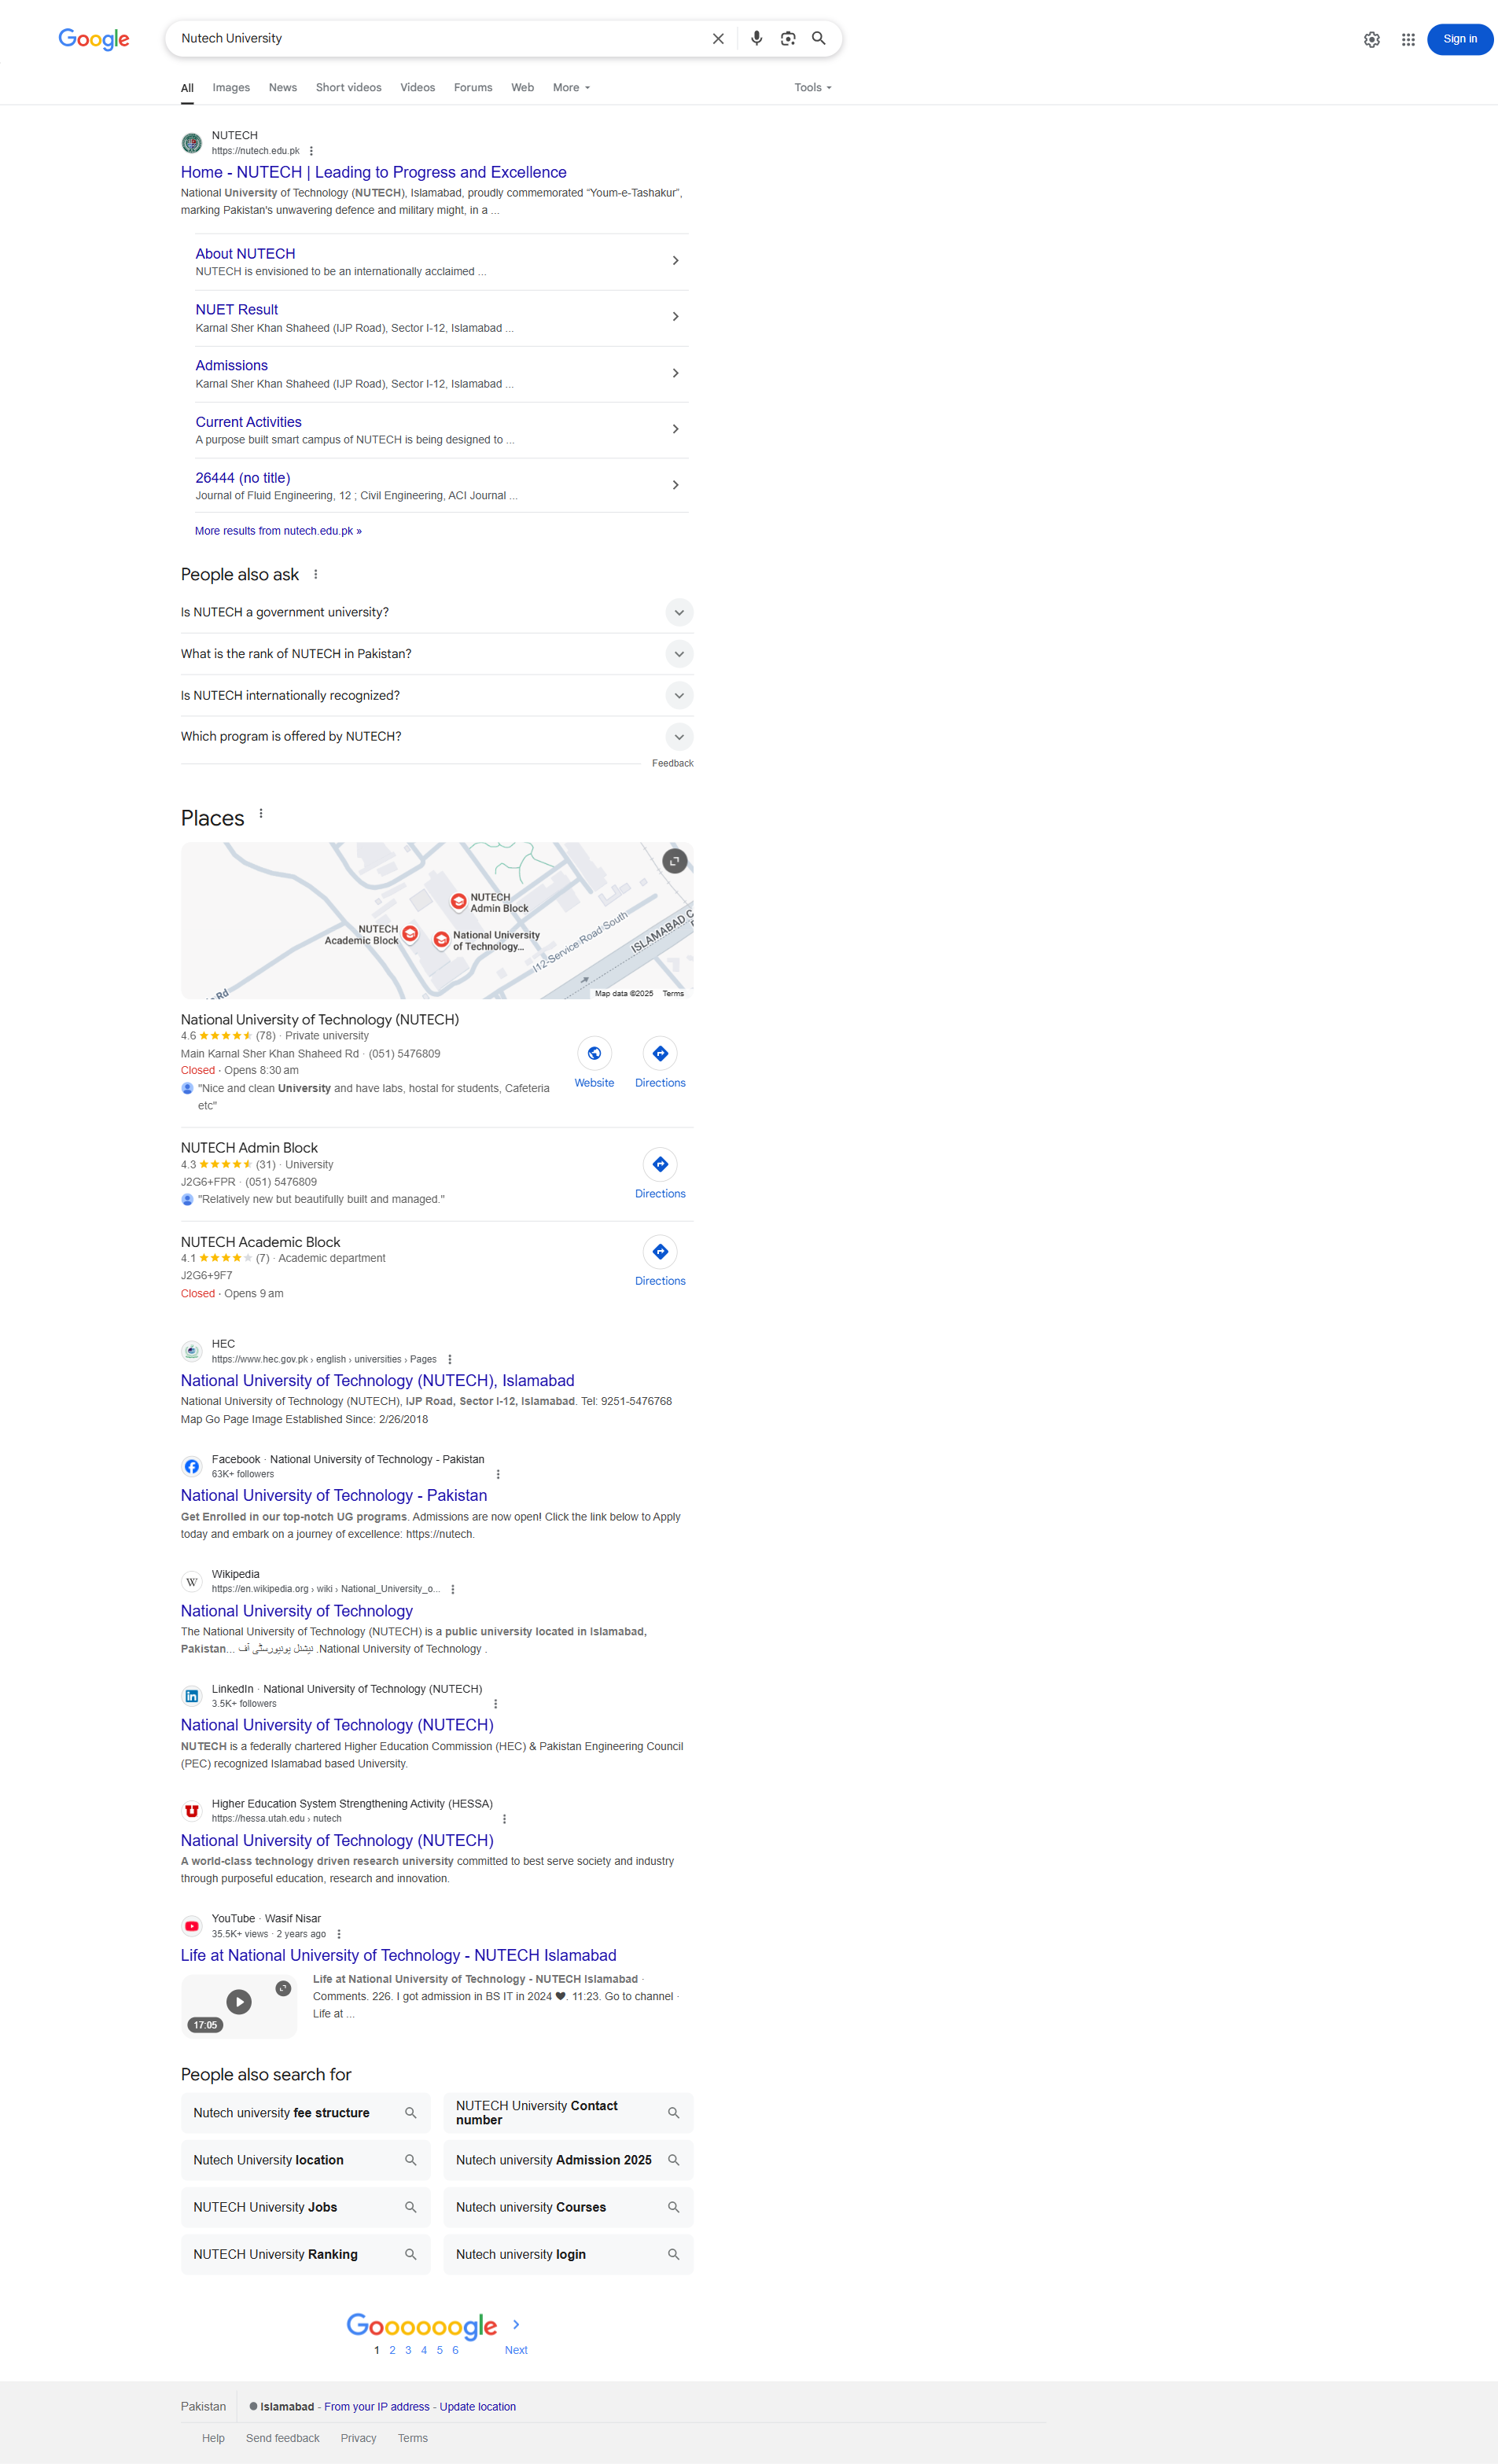 Google
Nutech University
Sign in
All Images News Short videos Videos Forums Web More Tools
NUTECH
https://nutech.edu.pk
Home - NUTECH | Leading to Progress and Excellence
National University of Technology (NUTECH), Islamabad, proudly commemorated “Youm-e-Tashakur”,
marking Pakistan's unwavering defence and military might, in a ...
About NUTECH
NUTECH is envisioned to be an internationally acclaimed ...
NUET Result
Karnal Sher Khan Shaheed (IJP Road), Sector I-12, Islamabad ...
Admissions
Karnal Sher Khan Shaheed (IJP Road), Sector I-12, Islamabad ...
Current Activities
A purpose built smart campus of NUTECH is being designed to ...
26444 (no title)
Journal of Fluid Engineering, 12 ; Civil Engineering, ACI Journal ...
More results from nutech.edu.pk »
People also ask
Is NUTECH a government university?
What is the rank of NUTECH in Pakistan?
Is NUTECH internationally recognized?
Which program is offered by NUTECH?
Feedback
Places
NUTECH
Admin Block
NUTECH
Academic Block
National University
of Technology...
I12-Service Road South
ISLAMABAD C
Rd
Map data ©2025 Terms
National University of Technology (NUTECH)
4.6 (78) · Private university
Main Karnal Sher Khan Shaheed Rd · (051) 5476809
Closed · Opens 8:30 am
"Nice and clean University and have labs, hostal for students, Cafeteria
etc"
Website Directions
NUTECH Admin Block
4.3 (31) · University
J2G6+FPR · (051) 5476809
"Relatively new but beautifully built and managed."
Directions
NUTECH Academic Block
4.1 (7) · Academic department
J2G6+9F7
Closed · Opens 9 am
Directions
HEC
https://www.hec.gov.pk › english › universities › Pages
National University of Technology (NUTECH), Islamabad
National University of Technology (NUTECH), IJP Road, Sector I-12, Islamabad. Tel: 9251-5476768
Map Go Page Image Established Since: 2/26/2018
Facebook · National University of Technology - Pakistan
63K+ followers
National University of Technology - Pakistan
Get Enrolled in our top-notch UG programs. Admissions are now open! Click the link below to Apply
today and embark on a journey of excellence: https://nutech.
W
Wikipedia
https://en.wikipedia.org › wiki › National_University_o...
National University of Technology
The National University of Technology (NUTECH) is a public university located in Islamabad,
Pakistan... نیشنل یونیورسٹی آف .National University of Technology .
in
LinkedIn · National University of Technology (NUTECH)
3.5K+ followers
National University of Technology (NUTECH)
NUTECH is a federally chartered Higher Education Commission (HEC) & Pakistan Engineering Council
(PEC) recognized Islamabad based University.
Higher Education System Strengthening Activity (HESSA)
https://hessa.utah.edu › nutech
National University of Technology (NUTECH)
A world-class technology driven research university committed to best serve society and industry
through purposeful education, research and innovation.
YouTube · Wasif Nisar
35.5K+ views · 2 years ago
Life at National University of Technology - NUTECH Islamabad
Life at National University of Technology - NUTECH Islamabad ·
Comments. 226. I got admission in BS IT in 2024 ❤. 11:23. Go to channel ·
Life at ...
17:05
People also search for
Nutech university fee structure
NUTECH University Contact
number
Nutech University location
Nutech university Admission 2025
NUTECH University Jobs
Nutech university Courses
NUTECH University Ranking
Nutech university login
Goooooogle
1 2 3 4 5 6 Next
Pakistan Islamabad - From your IP address - Update location
Help Send feedback Privacy Terms